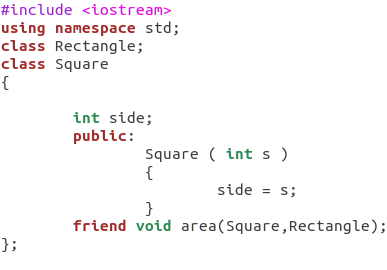 #include <iostream>
using namespace std;
class Rectangle;
class Square
{
int side;
public:
Square ( int s )
{
side = s;
}
friend void area(Square,Rectangle);
};